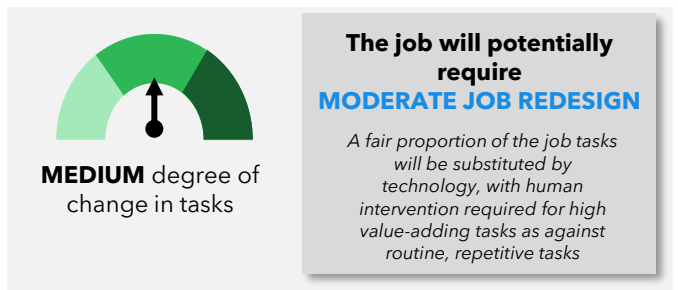 MEDIUM degree of
change in tasks
The job will potentially
require
MODERATE JOB REDESIGN
A fair proportion of the job tasks
will be substituted by
technology, with human
intervention required for high
value-adding tasks as against
routine, repetitive tasks